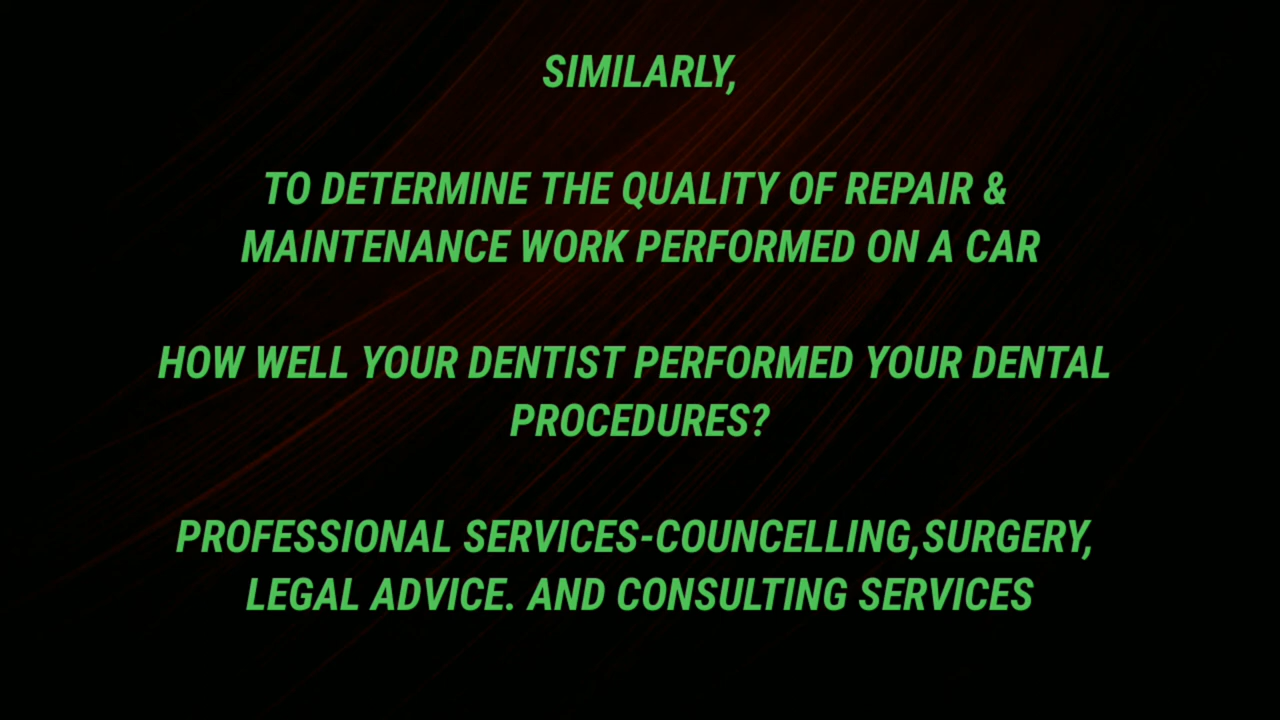 SIMILARLY,
TO DETERMINE THE QUALITY OF REPAIR &
MAINTENANCE WORK PERFORMED ON A CAR
HOW WELL YOUR DENTIST PERFORMED YOUR DENTAL
PROCEDURES?
PROFESSIONAL SERVICES-COUNCELLING,SURGERY,
LEGAL ADVICE. AND CONSULTING SERVICES